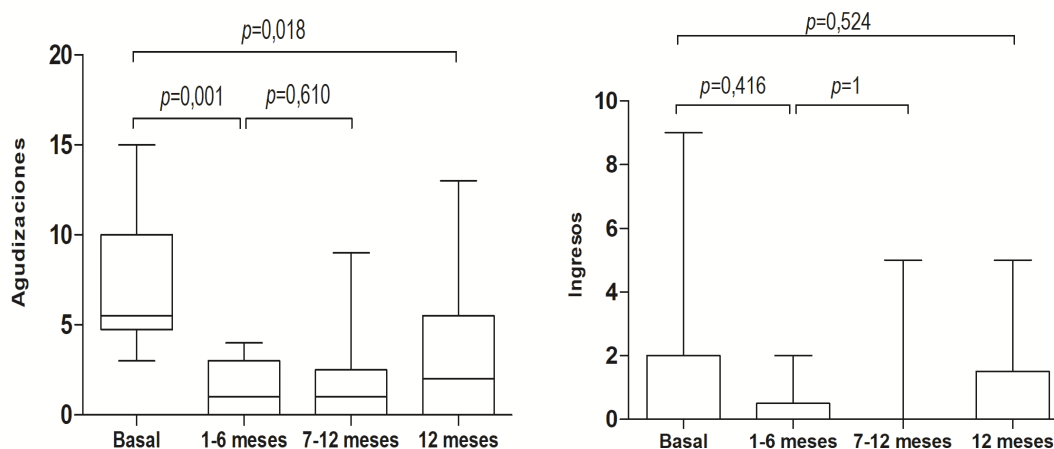 p=0,018
20
p=0,001
p=0,610
15
10
5
0
Agudizaciones
Basal
1-6 meses
7-12 meses
12 meses
p=0,524
p=0,416
p=1
10
8
6
4
2
0
Ingresos
Basal
1-6 meses
7-12 meses
12 meses